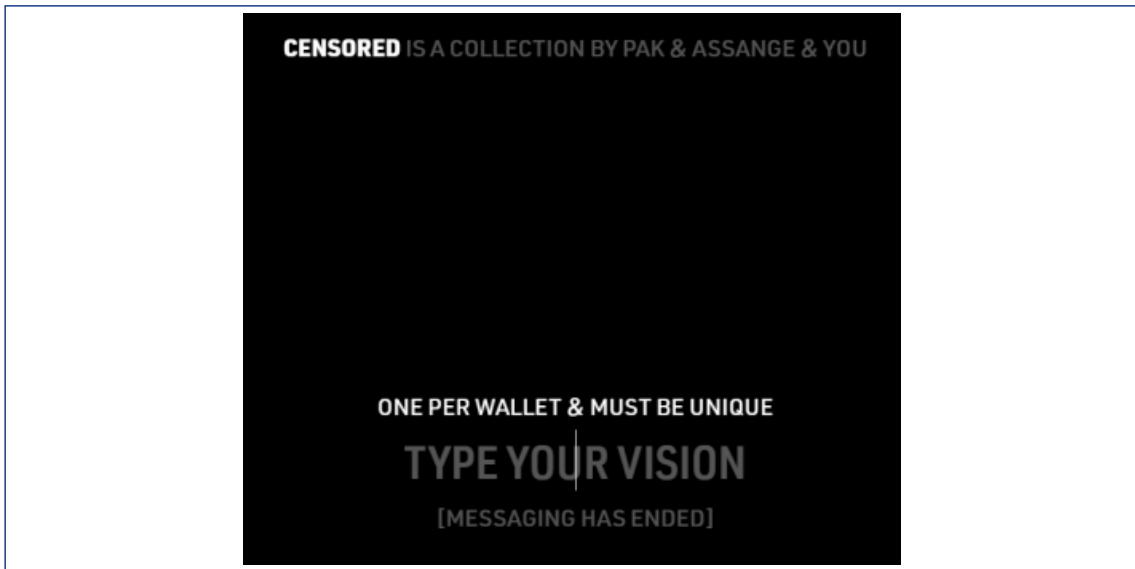 CENSORED IS A COLLECTION BY PAK & ASSANGE & YOU
ONE PER WALLET & MUST BE UNIQUE
TYPE YOUR VISION
[MESSAGING HAS ENDED]